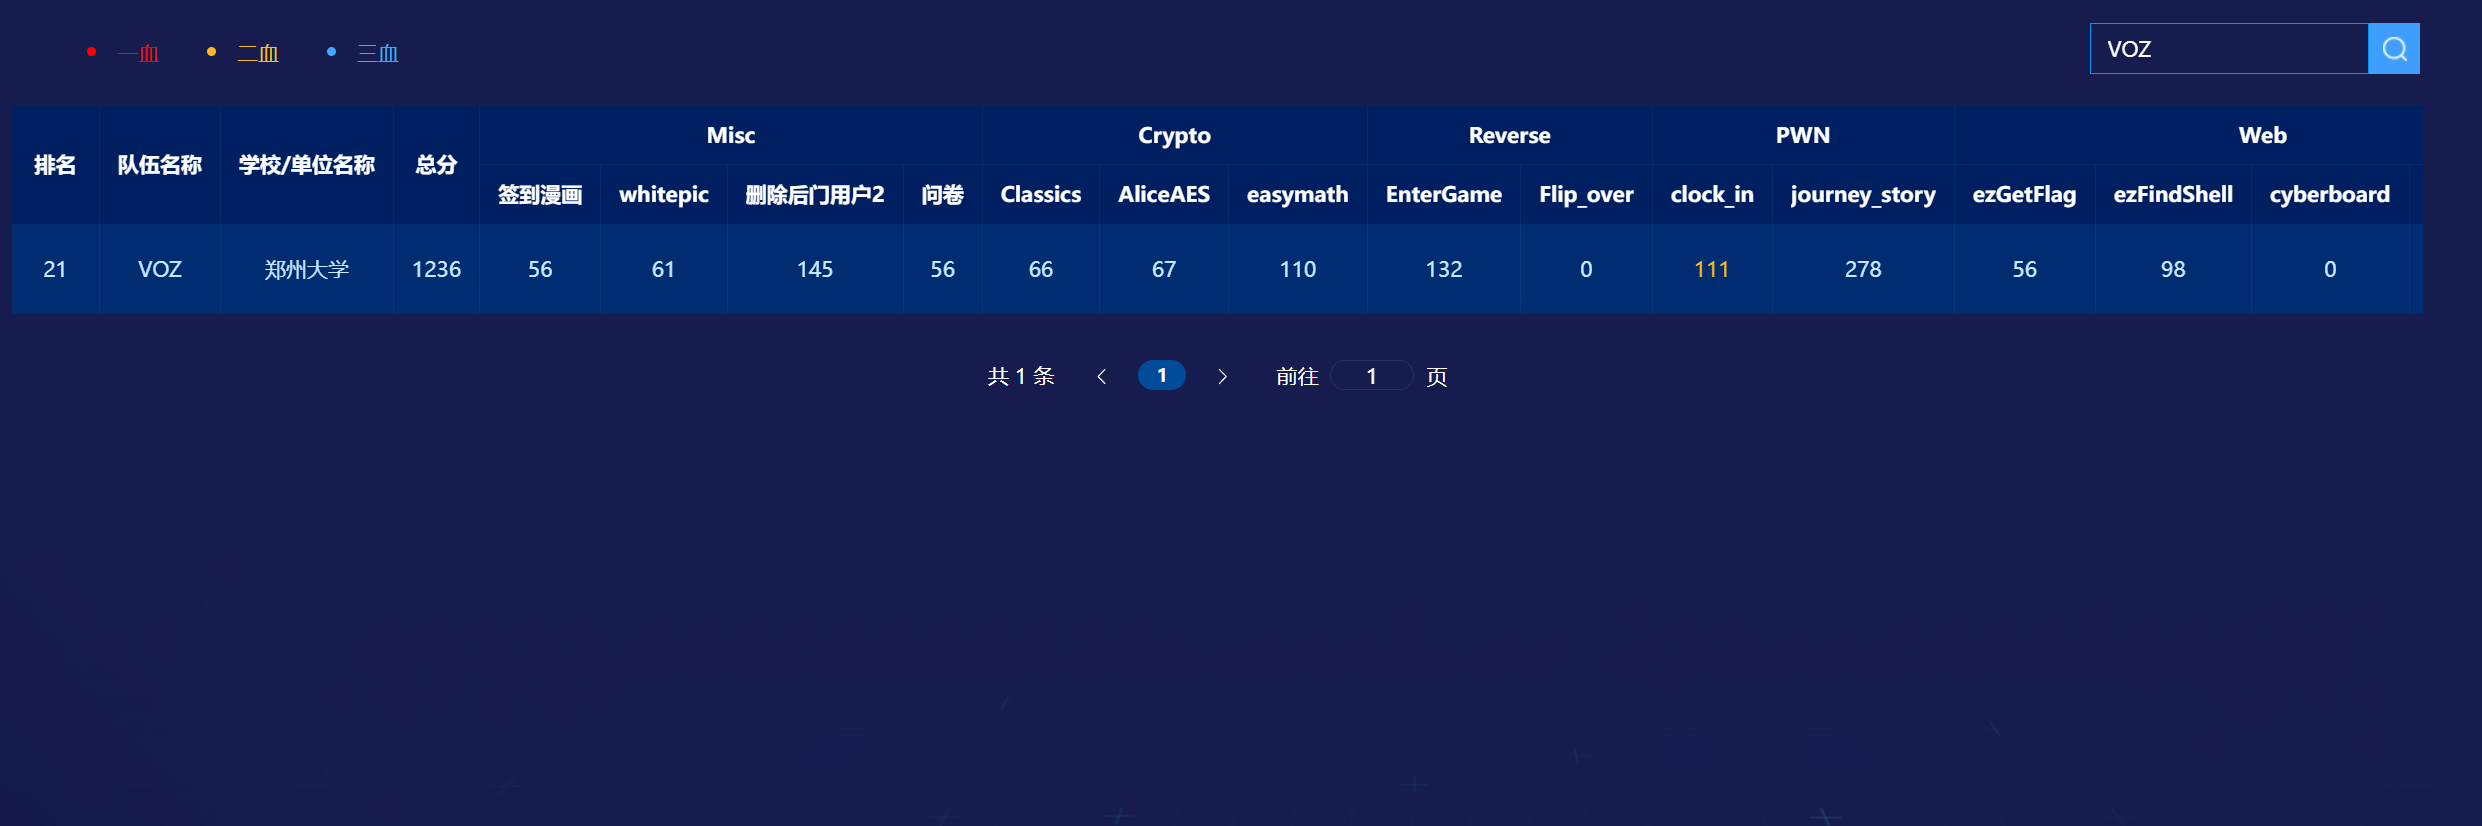 一血 二血 三血 VOZ
排名 队伍名称 学校/单位名称 总分 Misc Crypto Reverse PWN Web
签到漫画 whitepic 删除后门用户2 问卷 Classics AliceAES easymath EnterGame Flip_over clock_in journey_story ezGetFlag ezFindShell cyberboard
21 VOZ 郑州大学 1236 56 61 145 56 66 67 110 132 0 111 278 56 98 0
共 1 条 1 前往 1 页